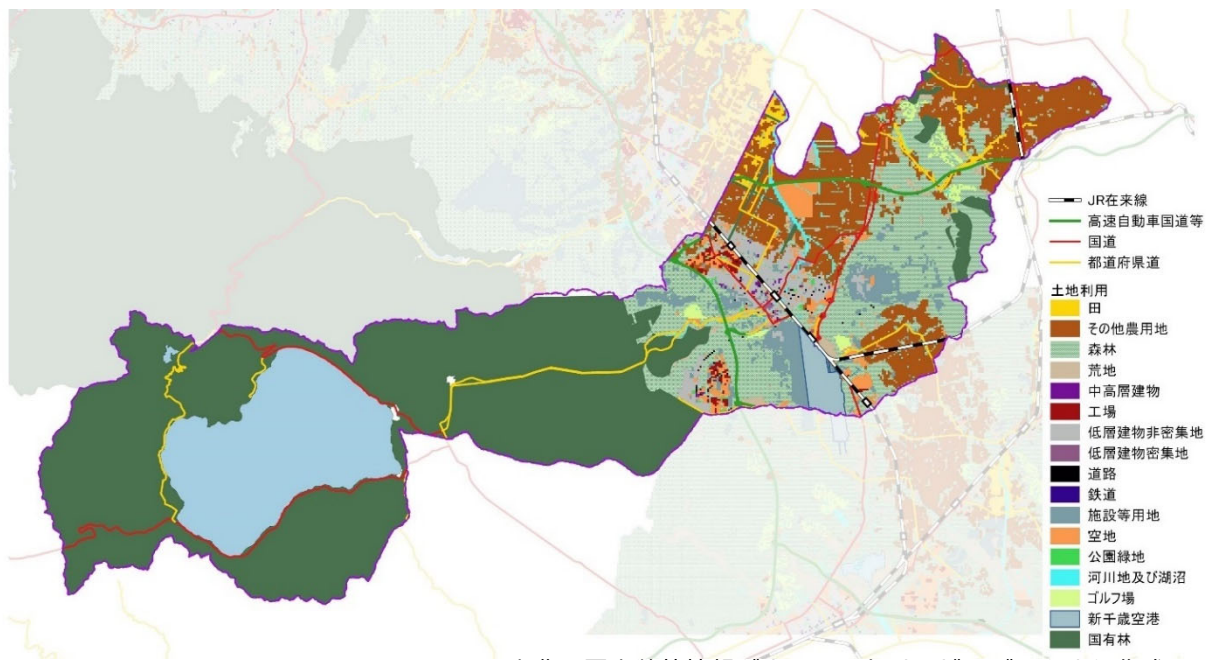 JR在来線
高速自動車国道等
国道
都道府県道
土地利用
田
その他農用地
森林
荒地
中高層建物
工場
低層建物非密集地
低層建物密集地
道路
鉄道
施設等用地
空地
公園緑地
河川地及び湖沼
ゴルフ場
新千歳空港
国有林